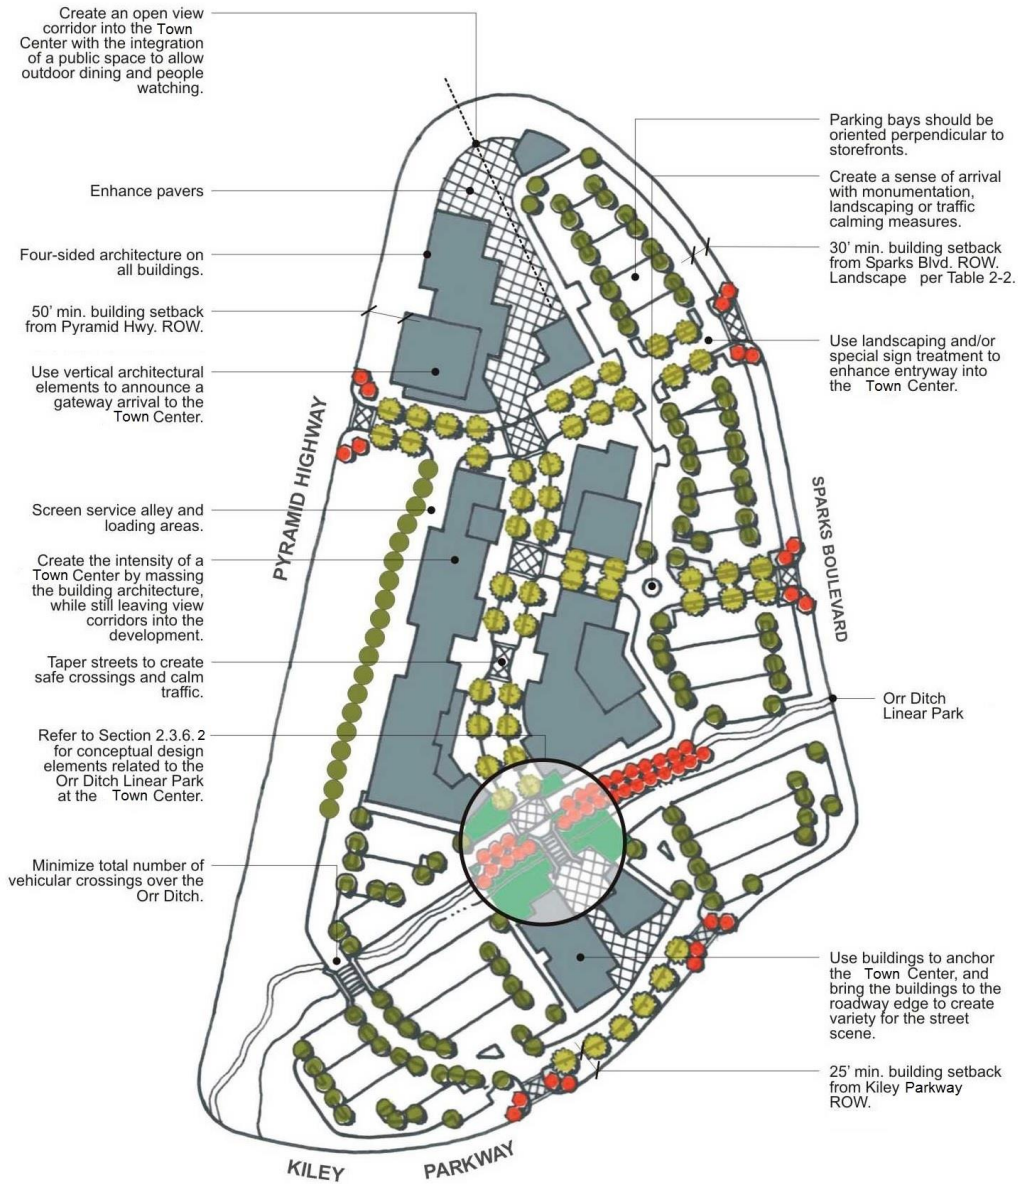 Create an open view
corridor into the Town
Center with the integration
of a public space to allow
outdoor dining and people
watching.
Enhance pavers
Four-sided architecture on
all buildings.
50' min. building setback
from Pyramid Hwy. ROW.
Use vertical architectural
elements to announce a
gateway arrival to the
Town Center.
PYRAMID HIGHWAY
Screen service alley and
loading areas.
Create the intensity of a
Town Center by massing
the building architecture,
while still leaving view
corridors into the
development.
Taper streets to create
safe crossings and calm
traffic.
Refer to Section 2.3.6.2
for conceptual design
elements related to the
Orr Ditch Linear Park
at the Town Center.
Minimize total number of
vehicular crossings over the
Orr Ditch.
Parking bays should be
oriented perpendicular to
storefronts.
Create a sense of arrival
with monumentation,
landscaping or traffic
calming measures.
30' min. building setback
from Sparks Blvd. ROW.
Landscape per Table 2-2.
Use landscaping and/or
special sign treatment to
enhance entryway into
the Town Center.
SPARKS BOULEVARD
Orr Ditch
Linear Park
Use buildings to anchor
the Town Center, and
bring the buildings to the
roadway edge to create
variety for the street
scene.
25' min. building setback
from Kiley Parkway
ROW.
KILEY PARKWAY